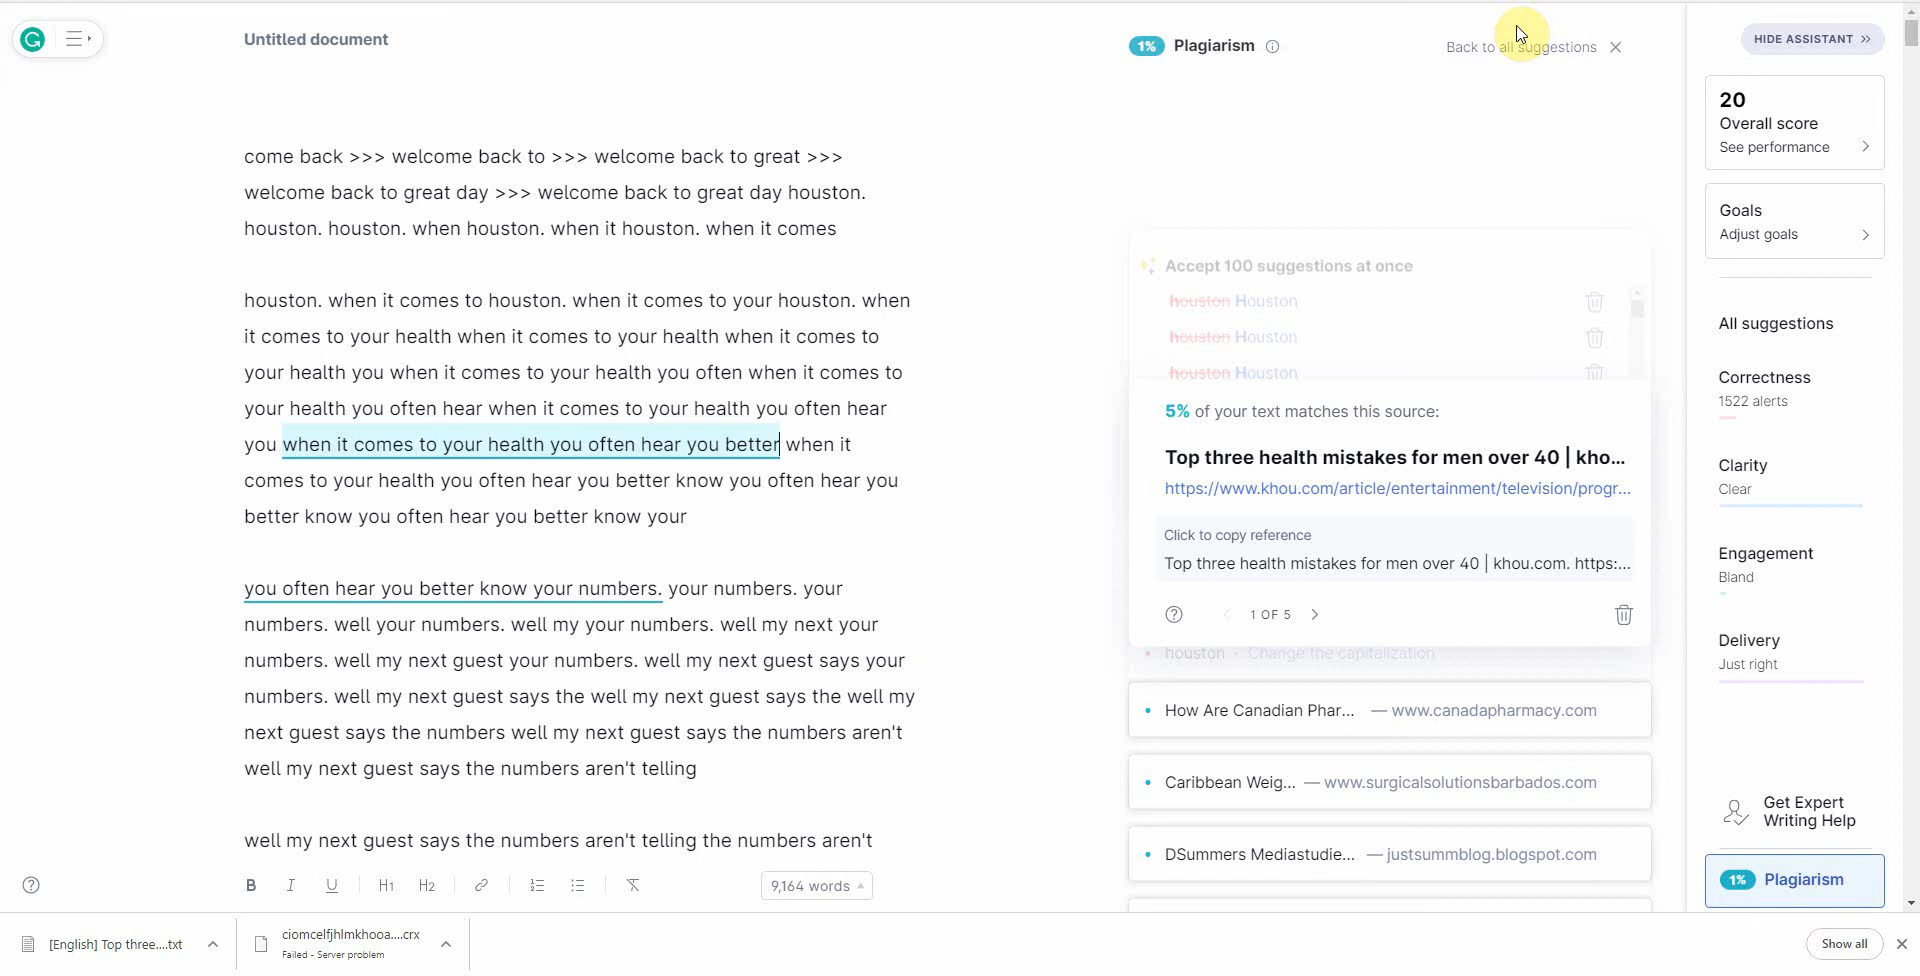 Untitled document
1% Plagiarism
Back to all suggestions
HIDE ASSISTANT
come back >>> welcome back to >>> welcome back to great >>>
welcome back to great day >>> welcome back to great day houston.
houston. houston. when houston. when it houston. when it comes
houston. when it comes to houston. when it comes to your houston. when
it comes to your health when it comes to your health when it comes to
your health you when it comes to your health you often when it comes to
your health you often hear when it comes to your health you often hear
you when it comes to your health you often hear you better when it
comes to your health you often hear you better know you often hear you
better know you often hear you better know your
you often hear you better know your numbers. your numbers. your
numbers. well your numbers. well my your numbers. well my next your
numbers. well my next guest your numbers. well my next guest says your
numbers. well my next guest says the well my next guest says the well my
next guest says the numbers well my next guest says the numbers aren't
well my next guest says the numbers aren't telling
well my next guest says the numbers aren't telling the numbers aren't
B I U H1 H2
9,164 words
Accept 100 suggestions at once
houston Houston
houston Houston
houston Houston
5% of your text matches this source:
Top three health mistakes for men over 40 | kho...
https://www.khou.com/article/entertainment/television/progr...
Click to copy reference
Top three health mistakes for men over 40 | khou.com. https:...
1 OF 5
houston · Change the capitalization
How Are Canadian Phar... — www.canadapharmacy.com
Caribbean Weig... — www.surgicalsolutionsbarbados.com
DSummers Mediastudie... — justsummblog.blogspot.com
20
Overall score
See performance
Goals
Adjust goals
All suggestions
Correctness
1522 alerts
Clarity
Clear
Engagement
Bland
Delivery
Just right
Get Expert
Writing Help
1% Plagiarism
[English] Top three....txt
ciomcelfjhlmkhooa....crx
Failed - Server problem
Show all